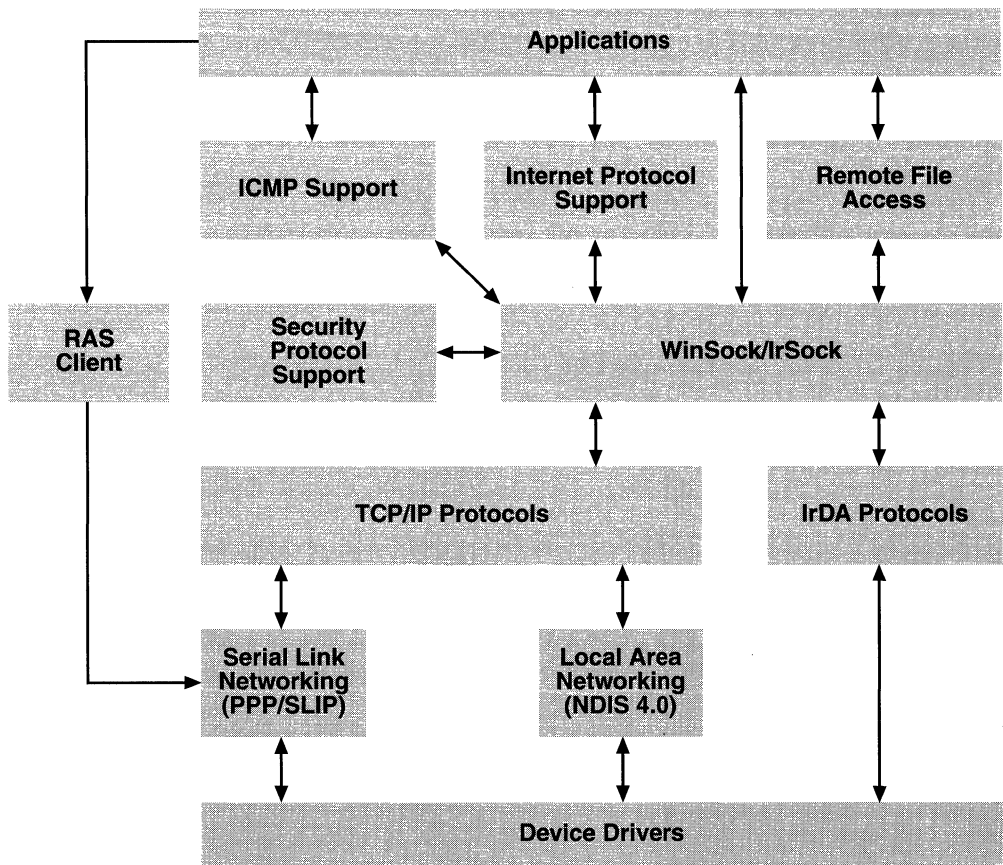 Applications
ICMP Support
Internet Protocol
Support
Remote File
Access
RAS
Client
Security
Protocol
Support
WinSock/IrSock
TCP/IP Protocols
IrDA Protocols
Serial Link
Networking
(PPP/SLIP)
Local Area
Networking
(NDIS 4.0)
Device Drivers